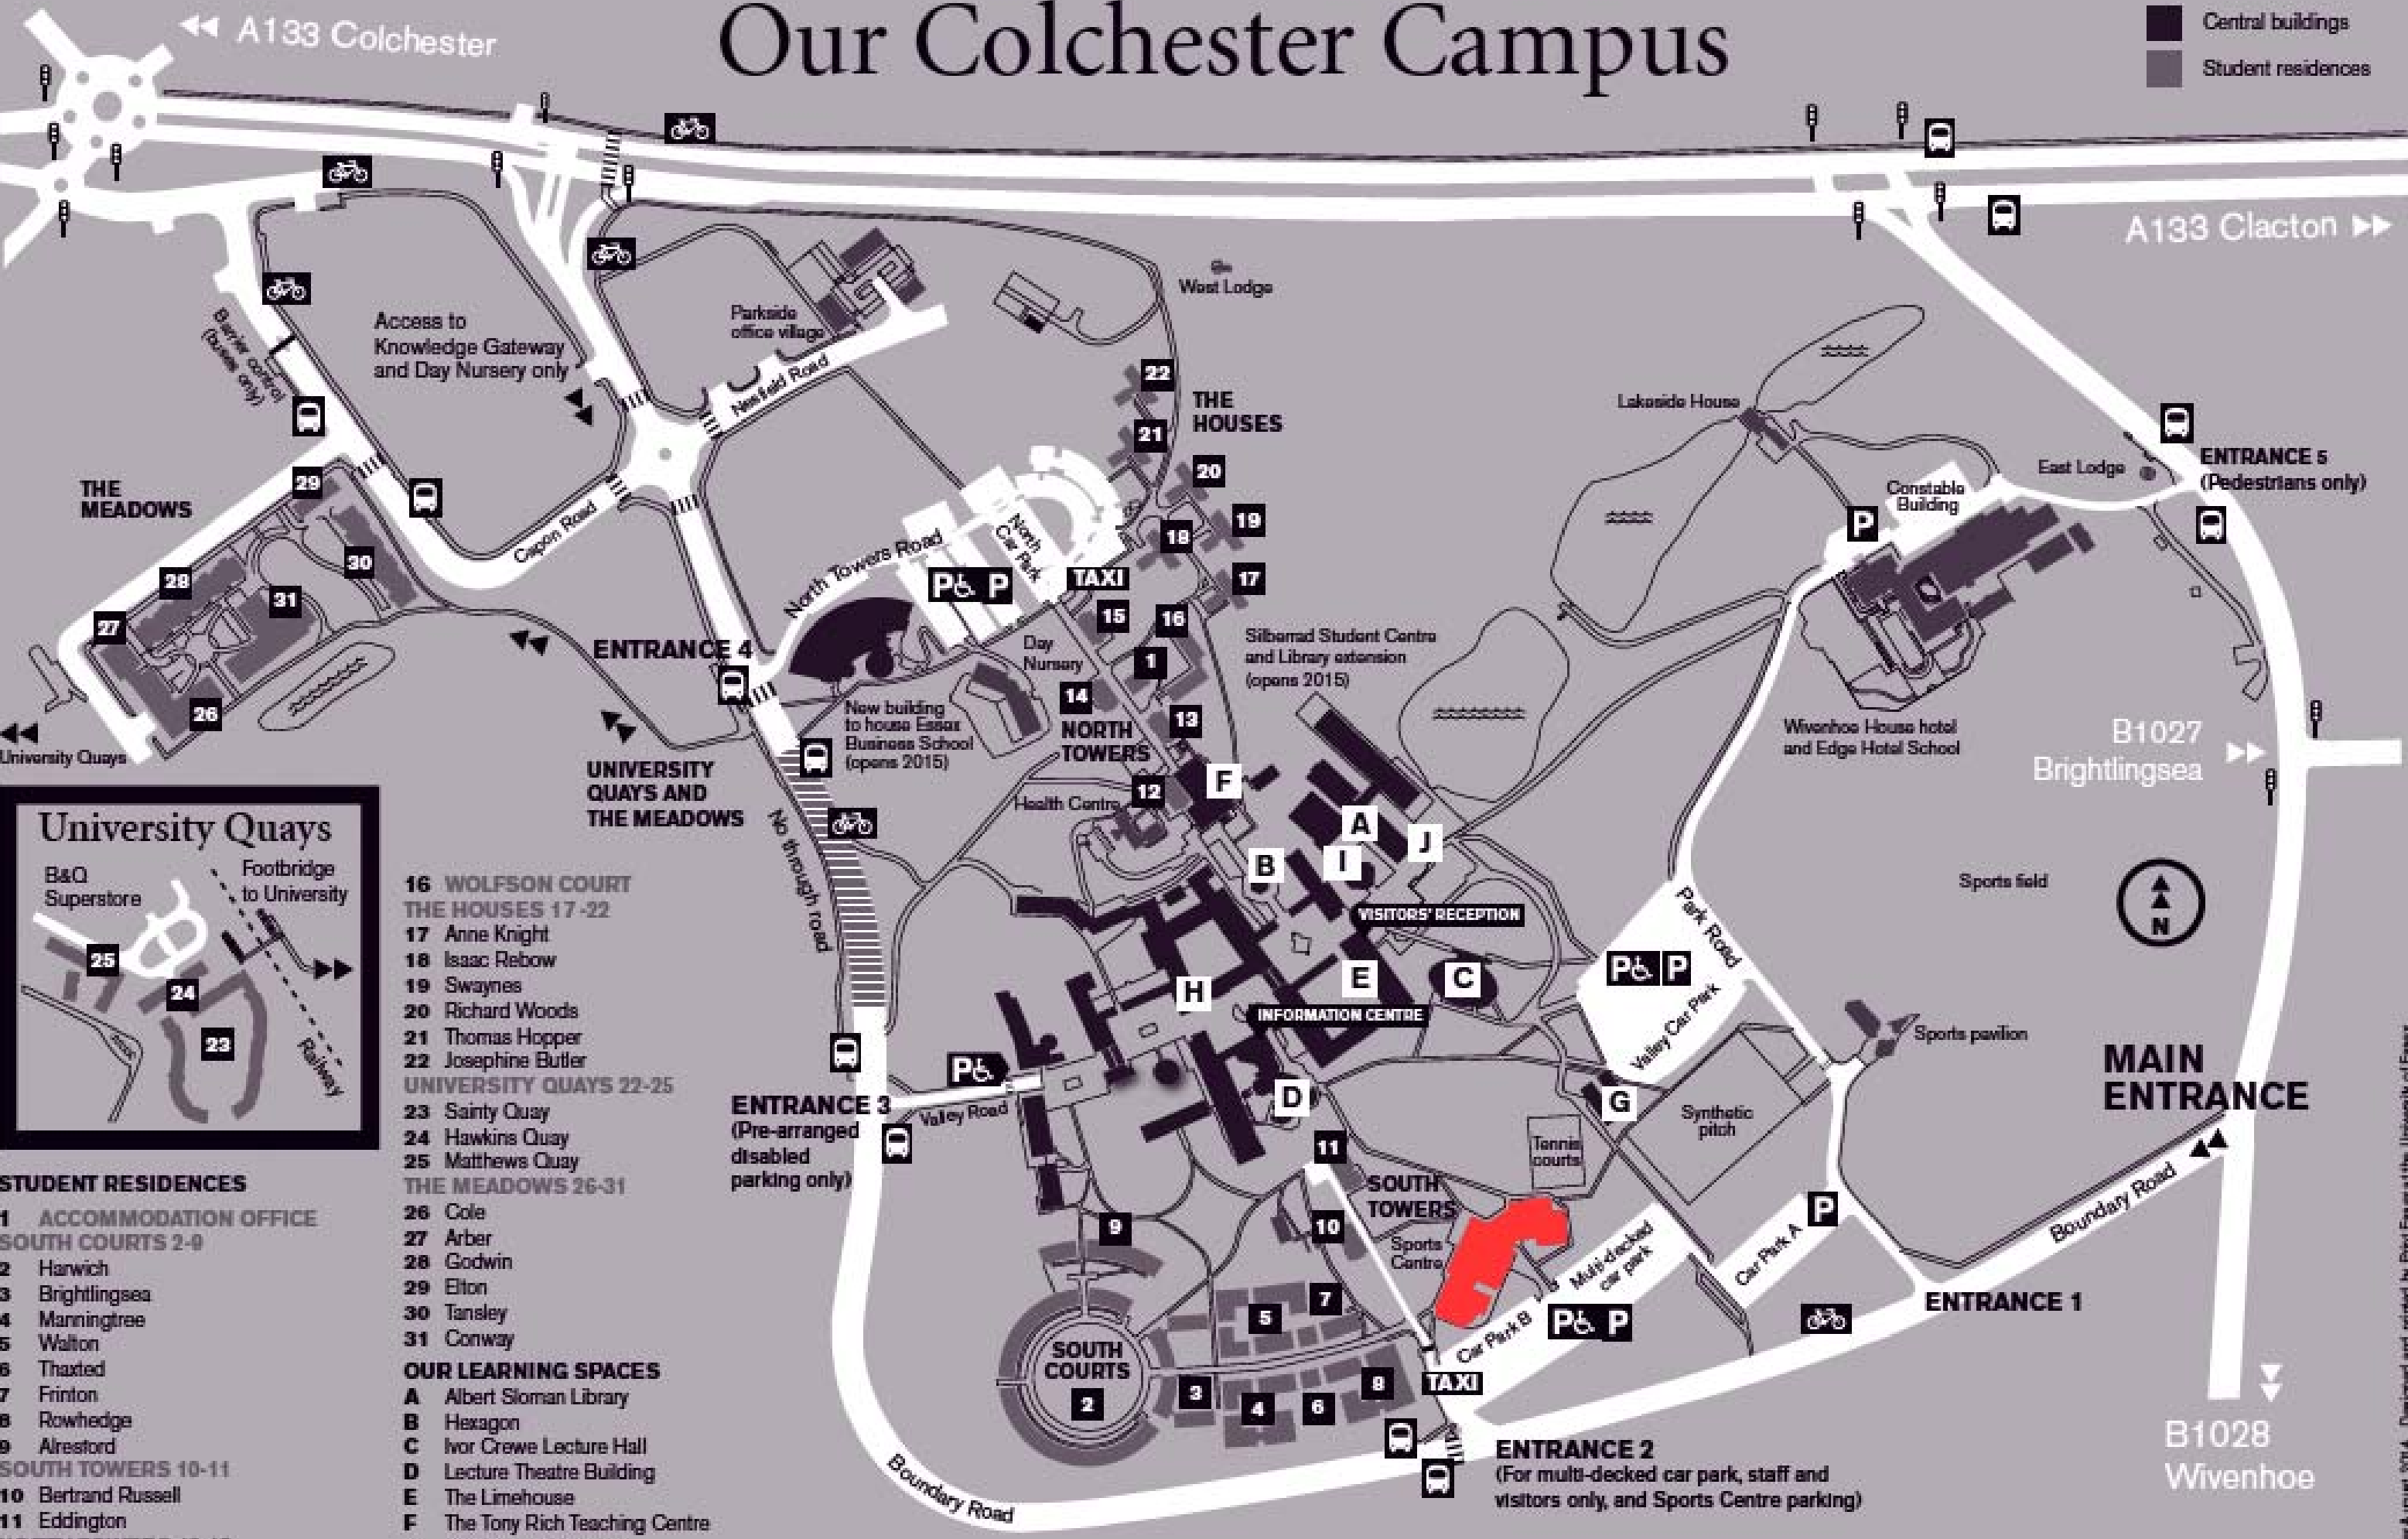 Our Colchester Campus
Central buildings
Student residences
A133 Colchester
A133 Clacton
West Lodge
Parkside
office village
Access to
Knowledge Gateway
and Day Nursery only
Barrier control
(buses only)
Nesfield Road
22
THE
HOUSES
21
20
19
18
17
Lakeside House
East Lodge
ENTRANCE 5
(Pedestrians only)
Constable
Building
P
THE
MEADOWS
29
30
28
31
27
26
University Quays
Capon Road
North Towers Road
North
Car Park
P P
TAXI
15
16
Day
Nursery
1
14
13
NORTH
TOWERS
ENTRANCE 4
New building
to house Essex
Business School
(opens 2015)
Silberrad Student Centre
and Library extension
(opens 2015)
Wivenhoe House hotel
and Edge Hotel School
B1027
Brightlingsea
UNIVERSITY
QUAYS AND
THE MEADOWS
No through road
Health Centre
12
F
A
J
I
B
VISITORS' RECEPTION
E
C
H
INFORMATION CENTRE
D
G
P P
Park Road
Valley Car Park
Sports field
N
Sports pavilion
Synthetic
pitch
Tennis
courts
MAIN
ENTRANCE
Boundary Road
ENTRANCE 1
P
Car Park A
Multi-decked
car park
P P
Car Park B
Sports
Centre
SOUTH
TOWERS
11
10
9
7
5
SOUTH
COURTS
2
3
4
6
8
TAXI
ENTRANCE 2
(For multi-decked car park, staff and
visitors only, and Sports Centre parking)
Boundary Road
B1028
Wivenhoe
P
Valley Road
ENTRANCE 3
(Pre-arranged
disabled
parking only)
University Quays
B&Q
Superstore
Footbridge
to University
25
24
23
Railway
STUDENT RESIDENCES
1 ACCOMMODATION OFFICE
SOUTH COURTS 2-9
2 Harwich
3 Brightlingsea
4 Manningtree
5 Walton
6 Thaxted
7 Frinton
8 Rowhedge
9 Alresford
SOUTH TOWERS 10-11
10 Bertrand Russell
11 Eddington
16 WOLFSON COURT
THE HOUSES 17-22
17 Anne Knight
18 Isaac Rebow
19 Swaynes
20 Richard Woods
21 Thomas Hopper
22 Josephine Butler
UNIVERSITY QUAYS 22-25
23 Sainty Quay
24 Hawkins Quay
25 Matthews Quay
THE MEADOWS 26-31
26 Cole
27 Arber
28 Godwin
29 Elton
30 Tansley
31 Conway
OUR LEARNING SPACES
A Albert Sloman Library
B Hexagon
C Ivor Crewe Lecture Hall
D Lecture Theatre Building
E The Limehouse
F The Tony Rich Teaching Centre